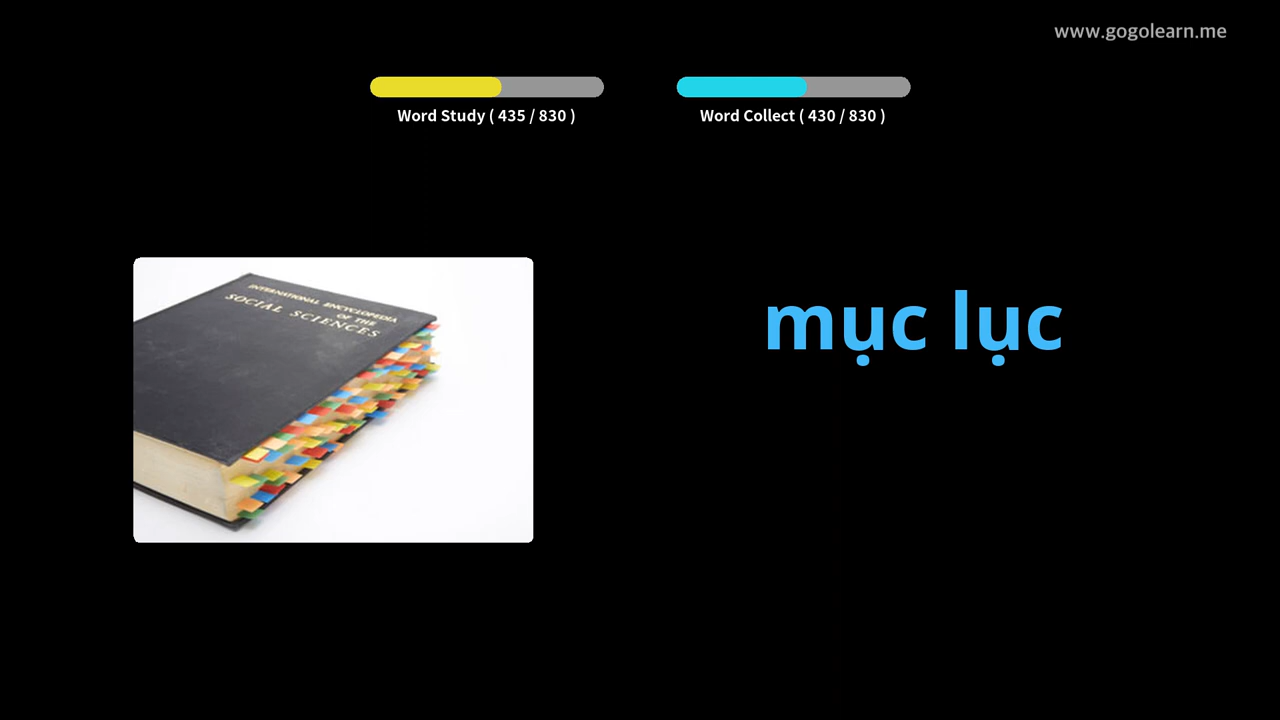 www.gogolearn.me
Word Study ( 435 / 830 )
Word Collect ( 430 / 830 )
INTERNATIONAL ENCYCLOPEDIA
OF THE
SOCIAL SCIENCES
mục lục